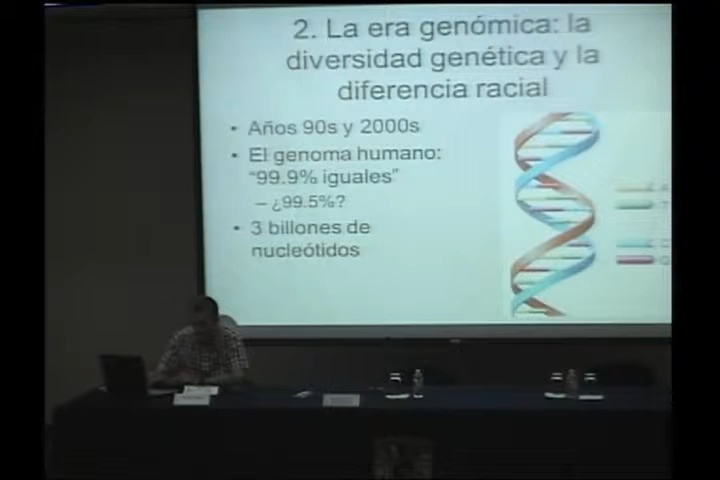 2. La era genómica: la
diversidad genética y la
diferencia racial
• Años 90s y 2000s
• El genoma humano:
"99.9% iguales"
– ¿99.5%?
• 3 billones de
nucleótidos